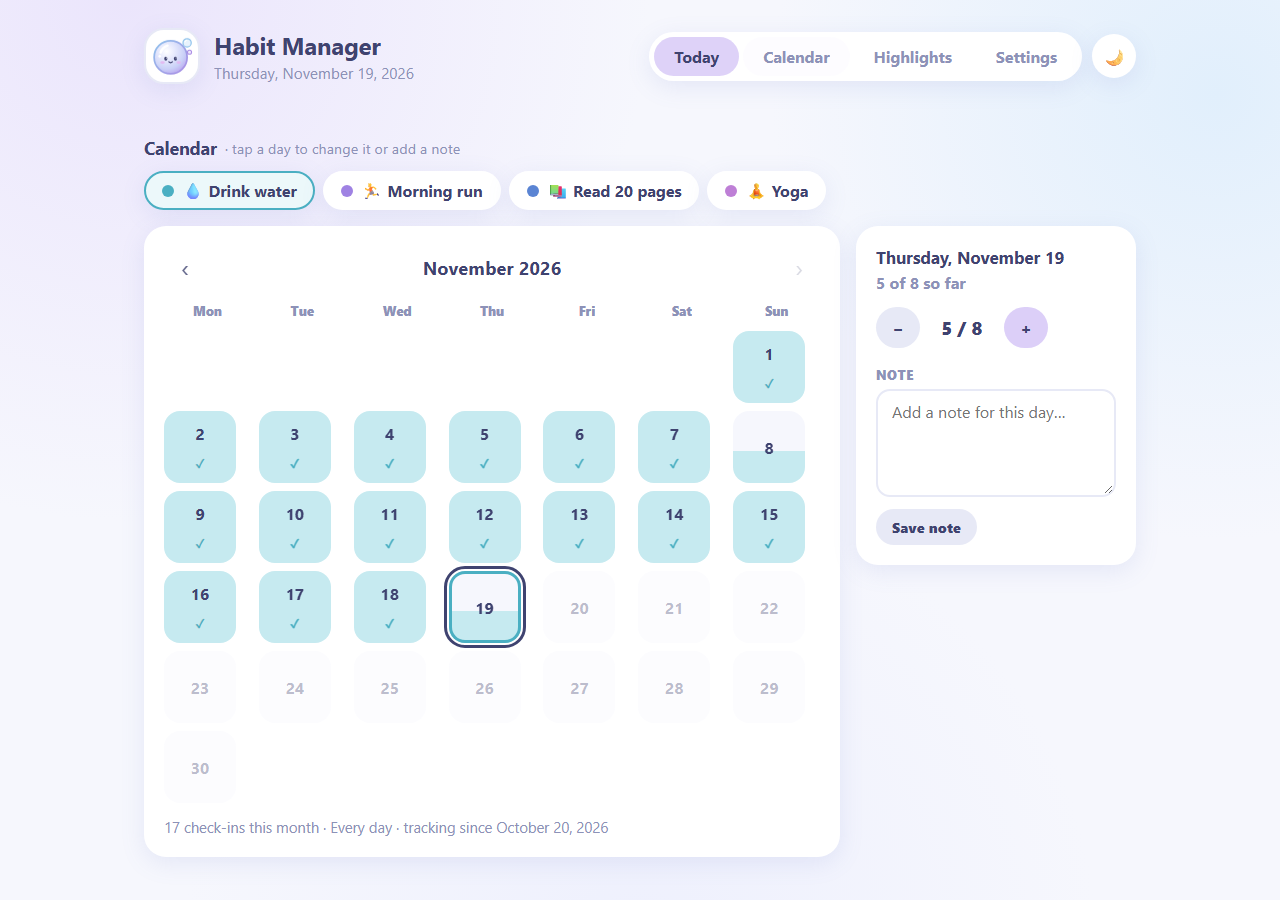 Habit Manager
Thursday, November 19, 2026
Today Calendar Highlights Settings
Calendar · tap a day to change it or add a note
Drink water Morning run Read 20 pages Yoga
‹ November 2026 ›
Mon Tue Wed Thu Fri Sat Sun
1
✓
2 3 4 5 6 7 8
✓ ✓ ✓ ✓ ✓ ✓
9 10 11 12 13 14 15
✓ ✓ ✓ ✓ ✓ ✓ ✓
16 17 18 19 20 21 22
✓ ✓ ✓
23 24 25 26 27 28 29
30
17 check-ins this month · Every day · tracking since October 20, 2026
Thursday, November 19
5 of 8 so far
− 5 / 8 +
NOTE
Add a note for this day...
Save note